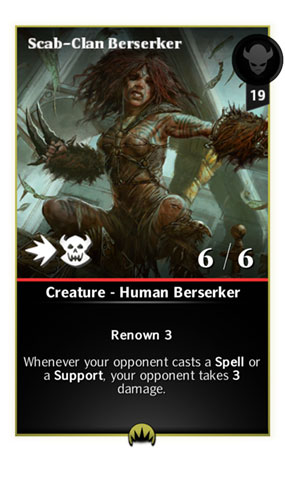 Scab-Clan Berserker
19
6 / 6
Creature - Human Berserker
Renown 3
Whenever your opponent casts a Spell or
a Support, your opponent takes 3
damage.